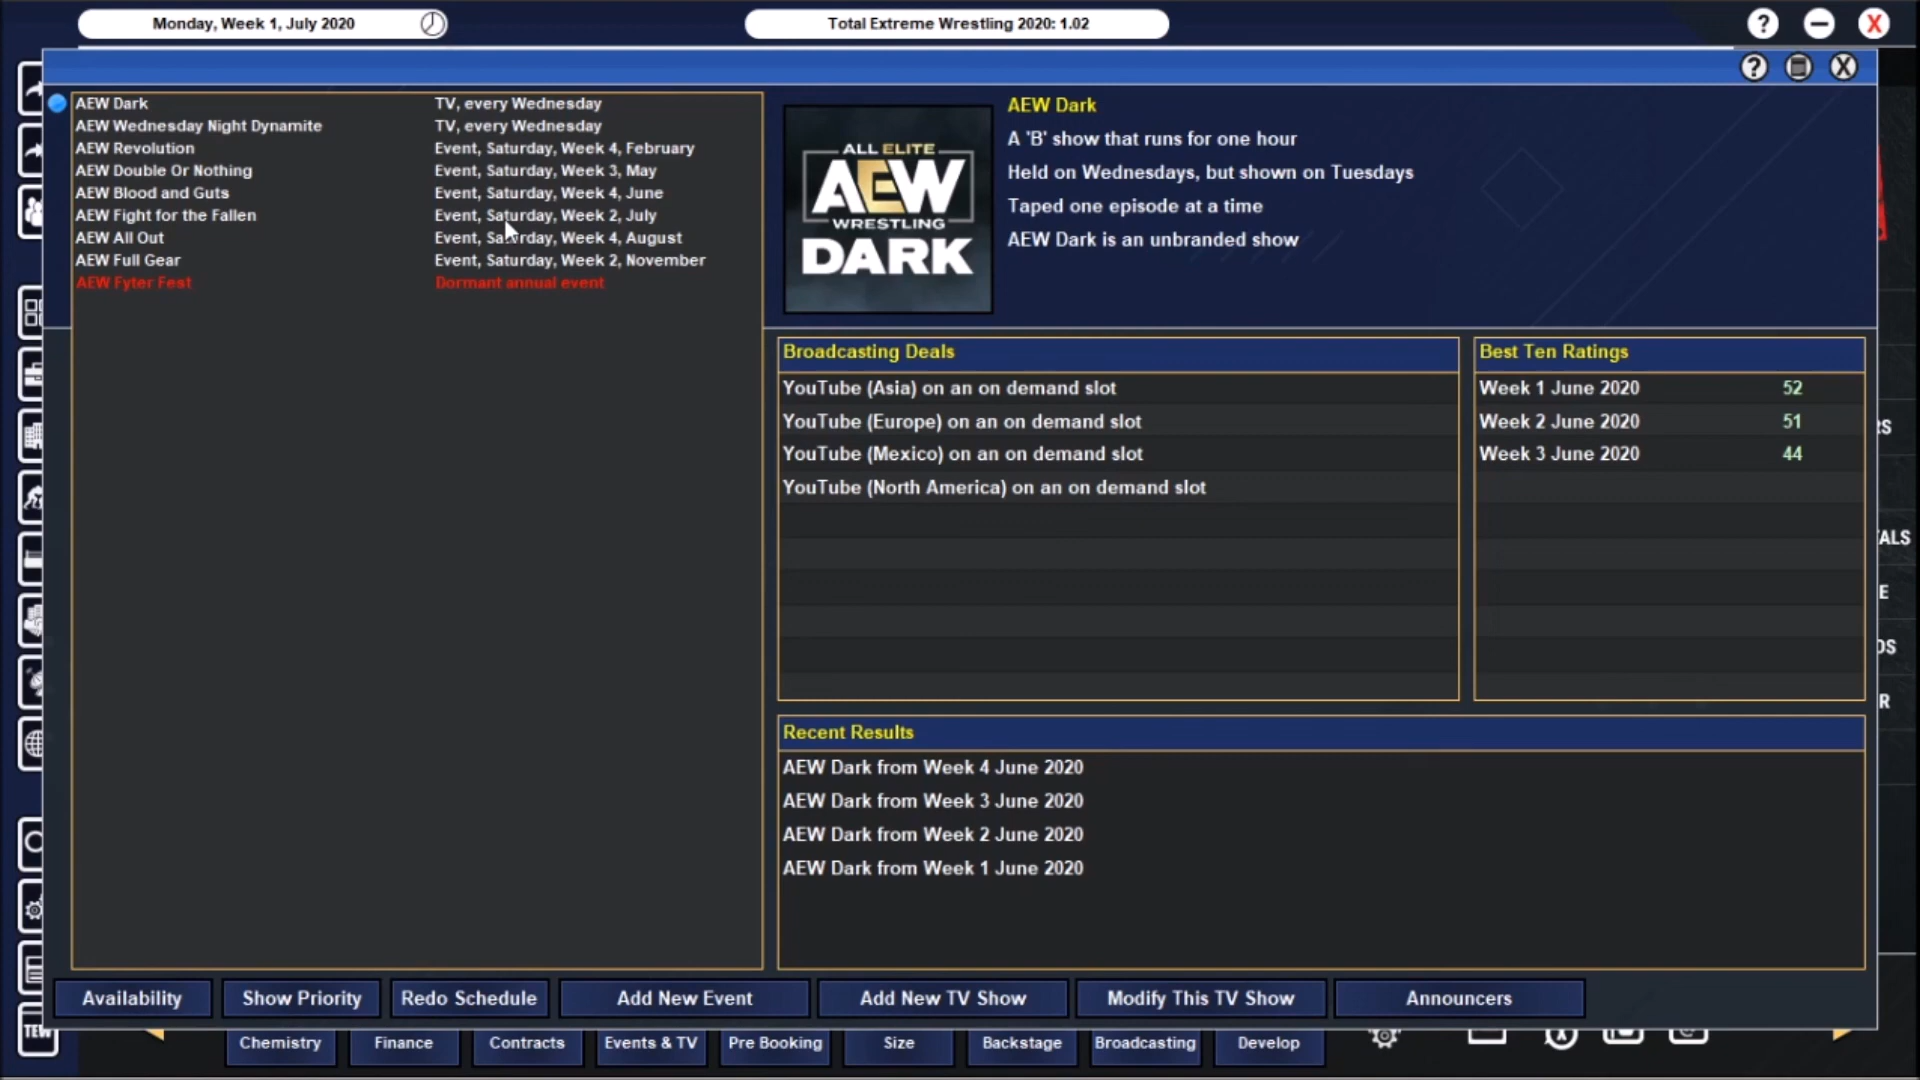 Monday, Week 1, July 2020
Total Extreme Wrestling 2020: 1.02
? X
? X
AEW Dark TV, every Wednesday
AEW Wednesday Night Dynamite TV, every Wednesday
AEW Revolution Event, Saturday, Week 4, February
AEW Double Or Nothing Event, Saturday, Week 3, May
AEW Blood and Guts Event, Saturday, Week 4, June
AEW Fight for the Fallen Event, Saturday, Week 2, July
AEW All Out Event, Saturday, Week 4, August
AEW Full Gear Event, Saturday, Week 2, November
AEW Fyter Fest Dormant annual event
ALL ELITE
AEW
WRESTLING
DARK
AEW Dark
A 'B' show that runs for one hour
Held on Wednesdays, but shown on Tuesdays
Taped one episode at a time
AEW Dark is an unbranded show
Broadcasting Deals
YouTube (Asia) on an on demand slot
YouTube (Europe) on an on demand slot
YouTube (Mexico) on an on demand slot
YouTube (North America) on an on demand slot
Best Ten Ratings
Week 1 June 2020 52
Week 2 June 2020 51
Week 3 June 2020 44
RS
TALS
E
DS
R
Recent Results
AEW Dark from Week 4 June 2020
AEW Dark from Week 3 June 2020
AEW Dark from Week 2 June 2020
AEW Dark from Week 1 June 2020
Availability Show Priority Redo Schedule Add New Event Add New TV Show Modify This TV Show Announcers
TEW
Chemistry Finance Contracts Events & TV Pre Booking Size Backstage Broadcasting Develop